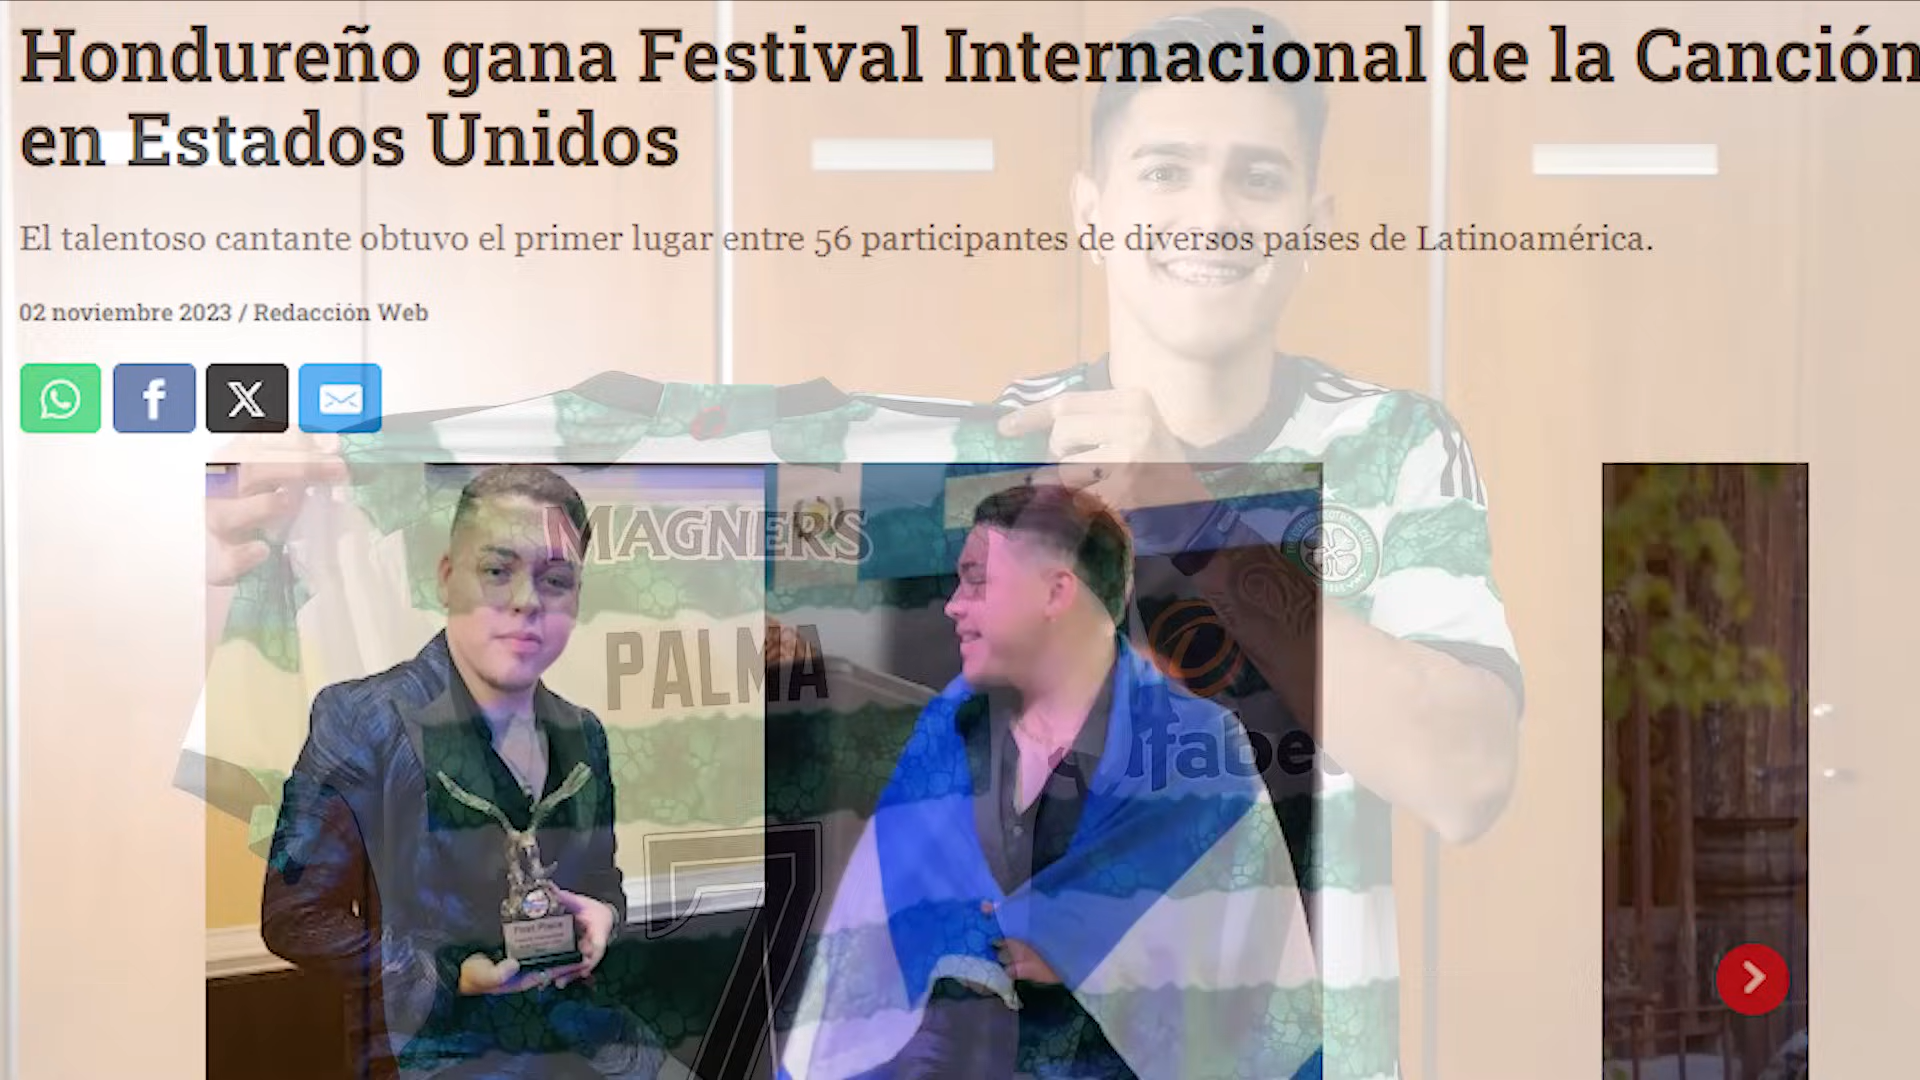 Hondureño gana Festival Internacional de la Canción
en Estados Unidos
El talentoso cantante obtuvo el primer lugar entre 56 participantes de diversos países de Latinoamérica.
02 noviembre 2023 / Redacción Web
MAGNERS
PALMA
7
First Place